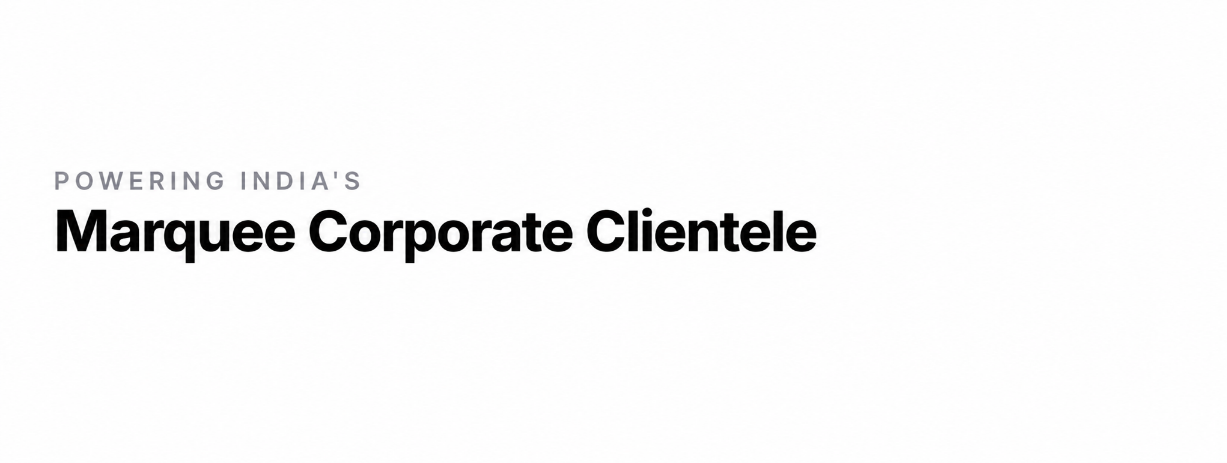 POWERING INDIA'S
Marquee Corporate Clientele